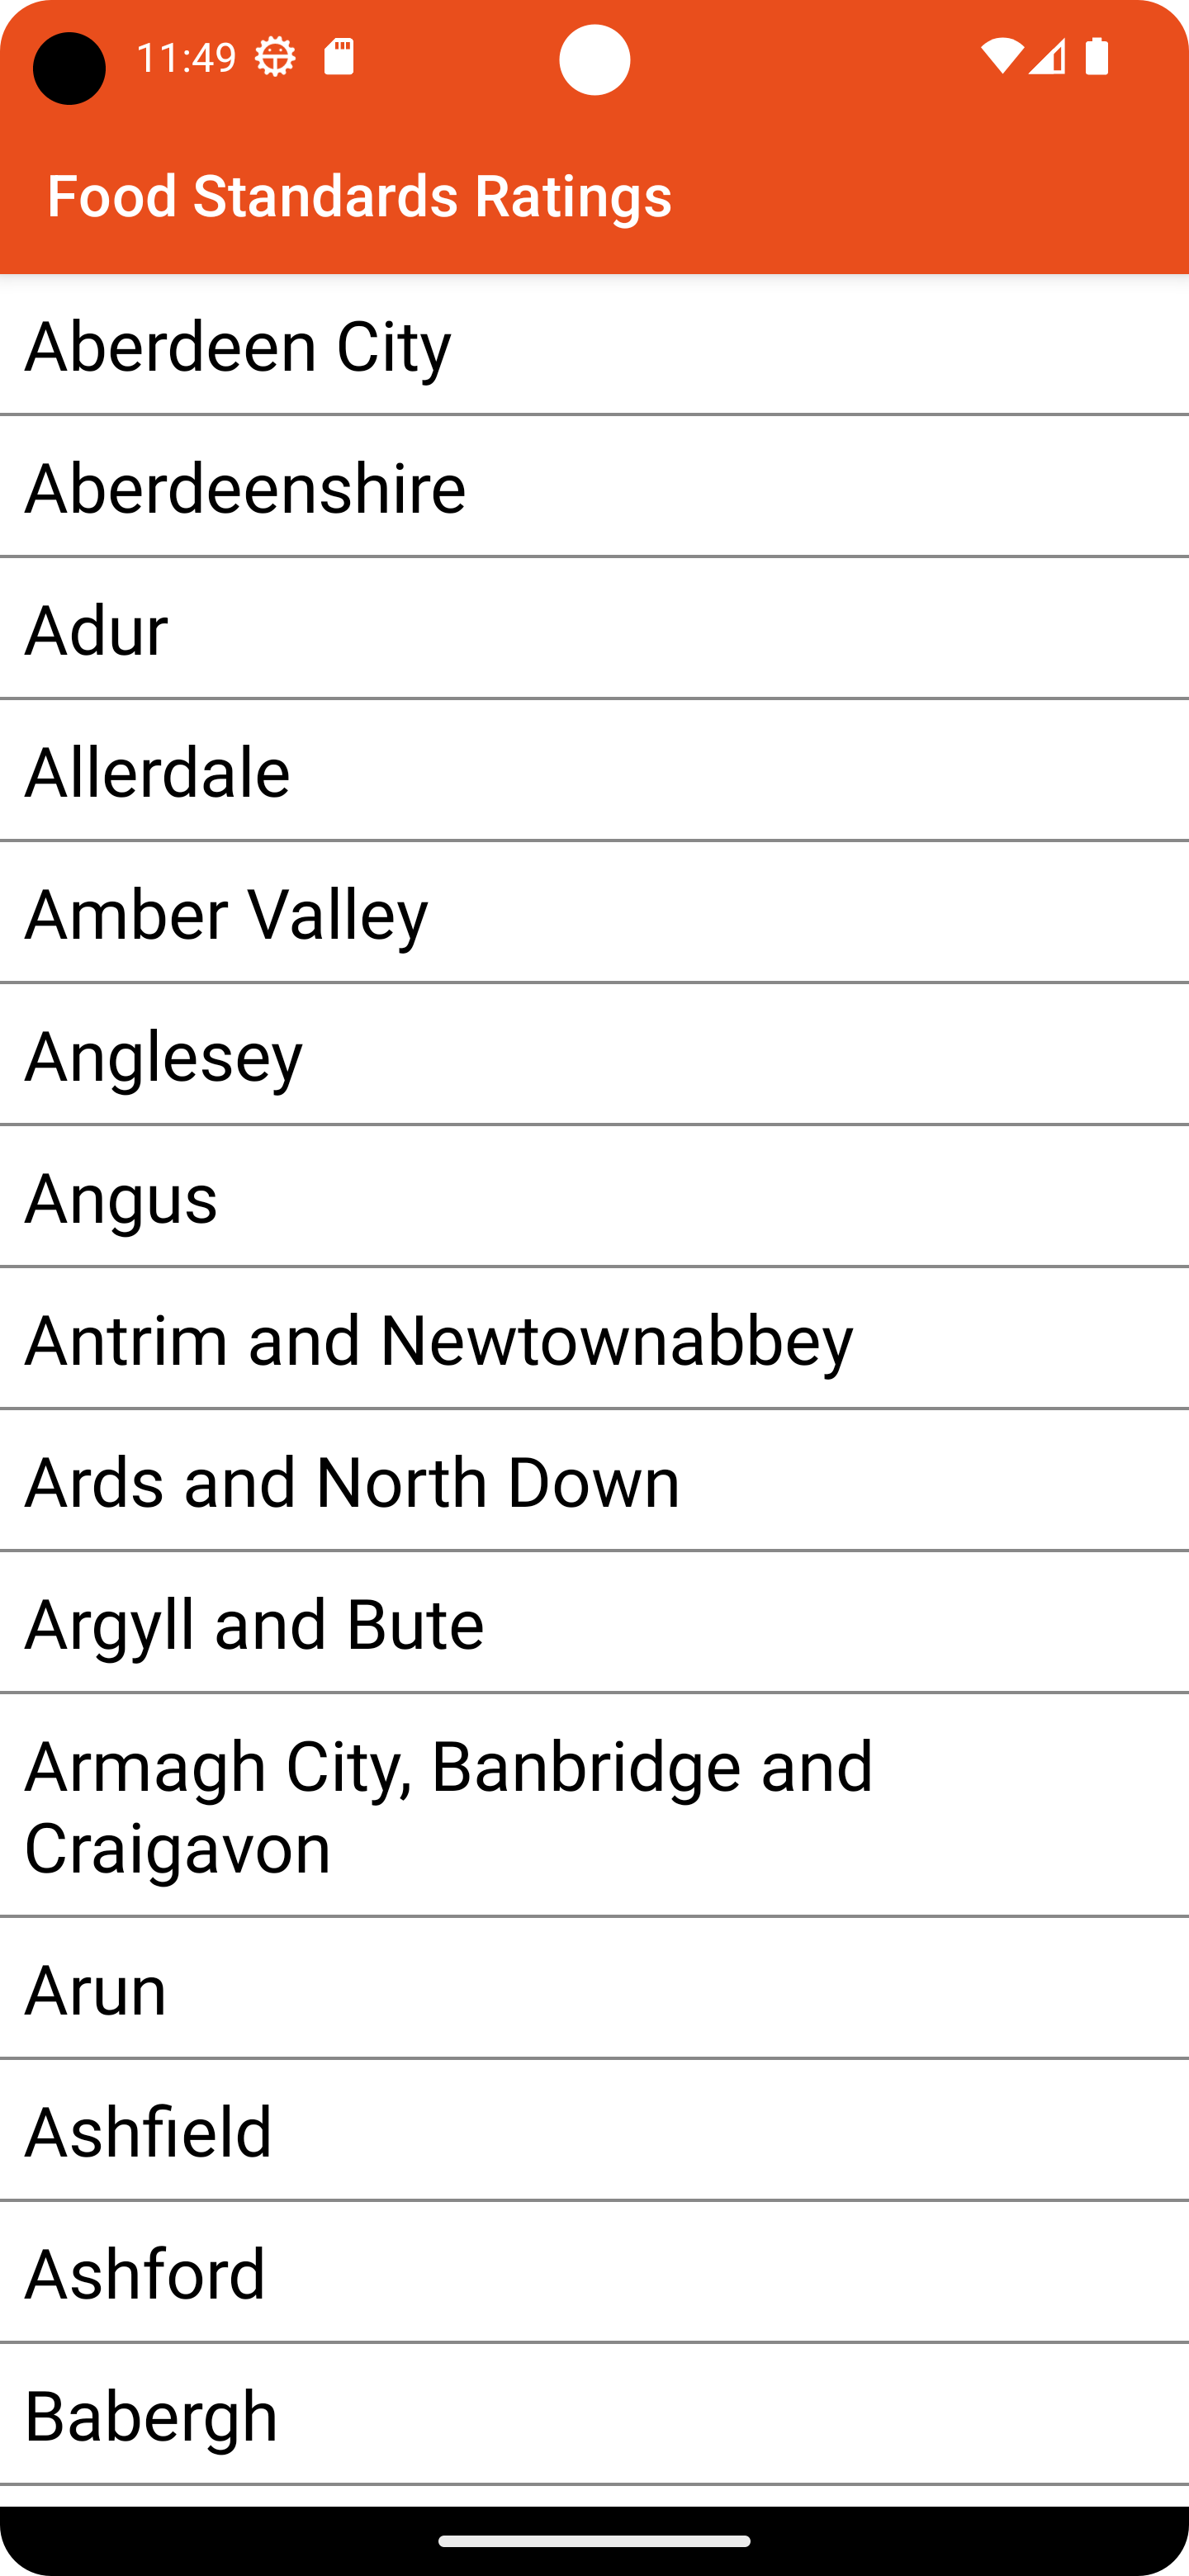 11:49
Food Standards Ratings
Aberdeen City
Aberdeenshire
Adur
Allerdale
Amber Valley
Anglesey
Angus
Antrim and Newtownabbey
Ards and North Down
Argyll and Bute
Armagh City, Banbridge and
Craigavon
Arun
Ashfield
Ashford
Babergh